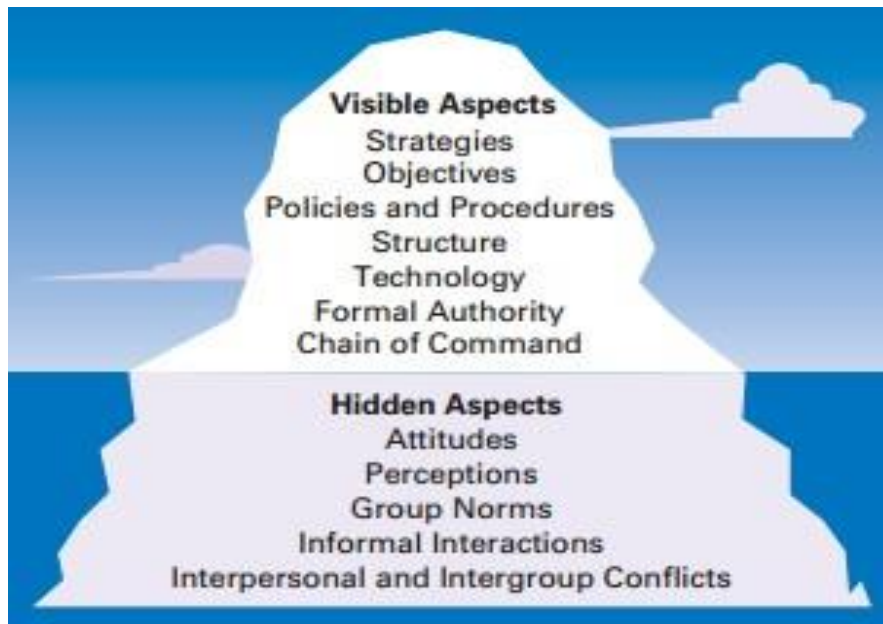 Visible Aspects
Strategies
Objectives
Policies and Procedures
Structure
Technology
Formal Authority
Chain of Command
Hidden Aspects
Attitudes
Perceptions
Group Norms
Informal Interactions
Interpersonal and Intergroup Conflicts